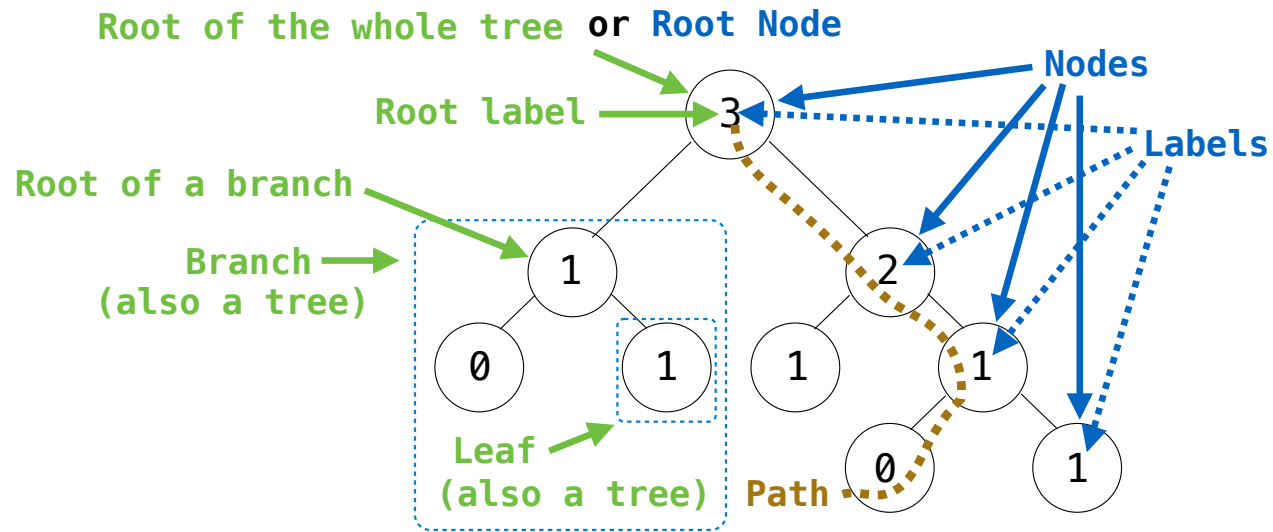 Root of the whole tree or Root Node
Nodes
Root label
3
Labels
Root of a branch
Branch
(also a tree)
1
2
0
1
1
1
Leaf
(also a tree)
Path
0
1